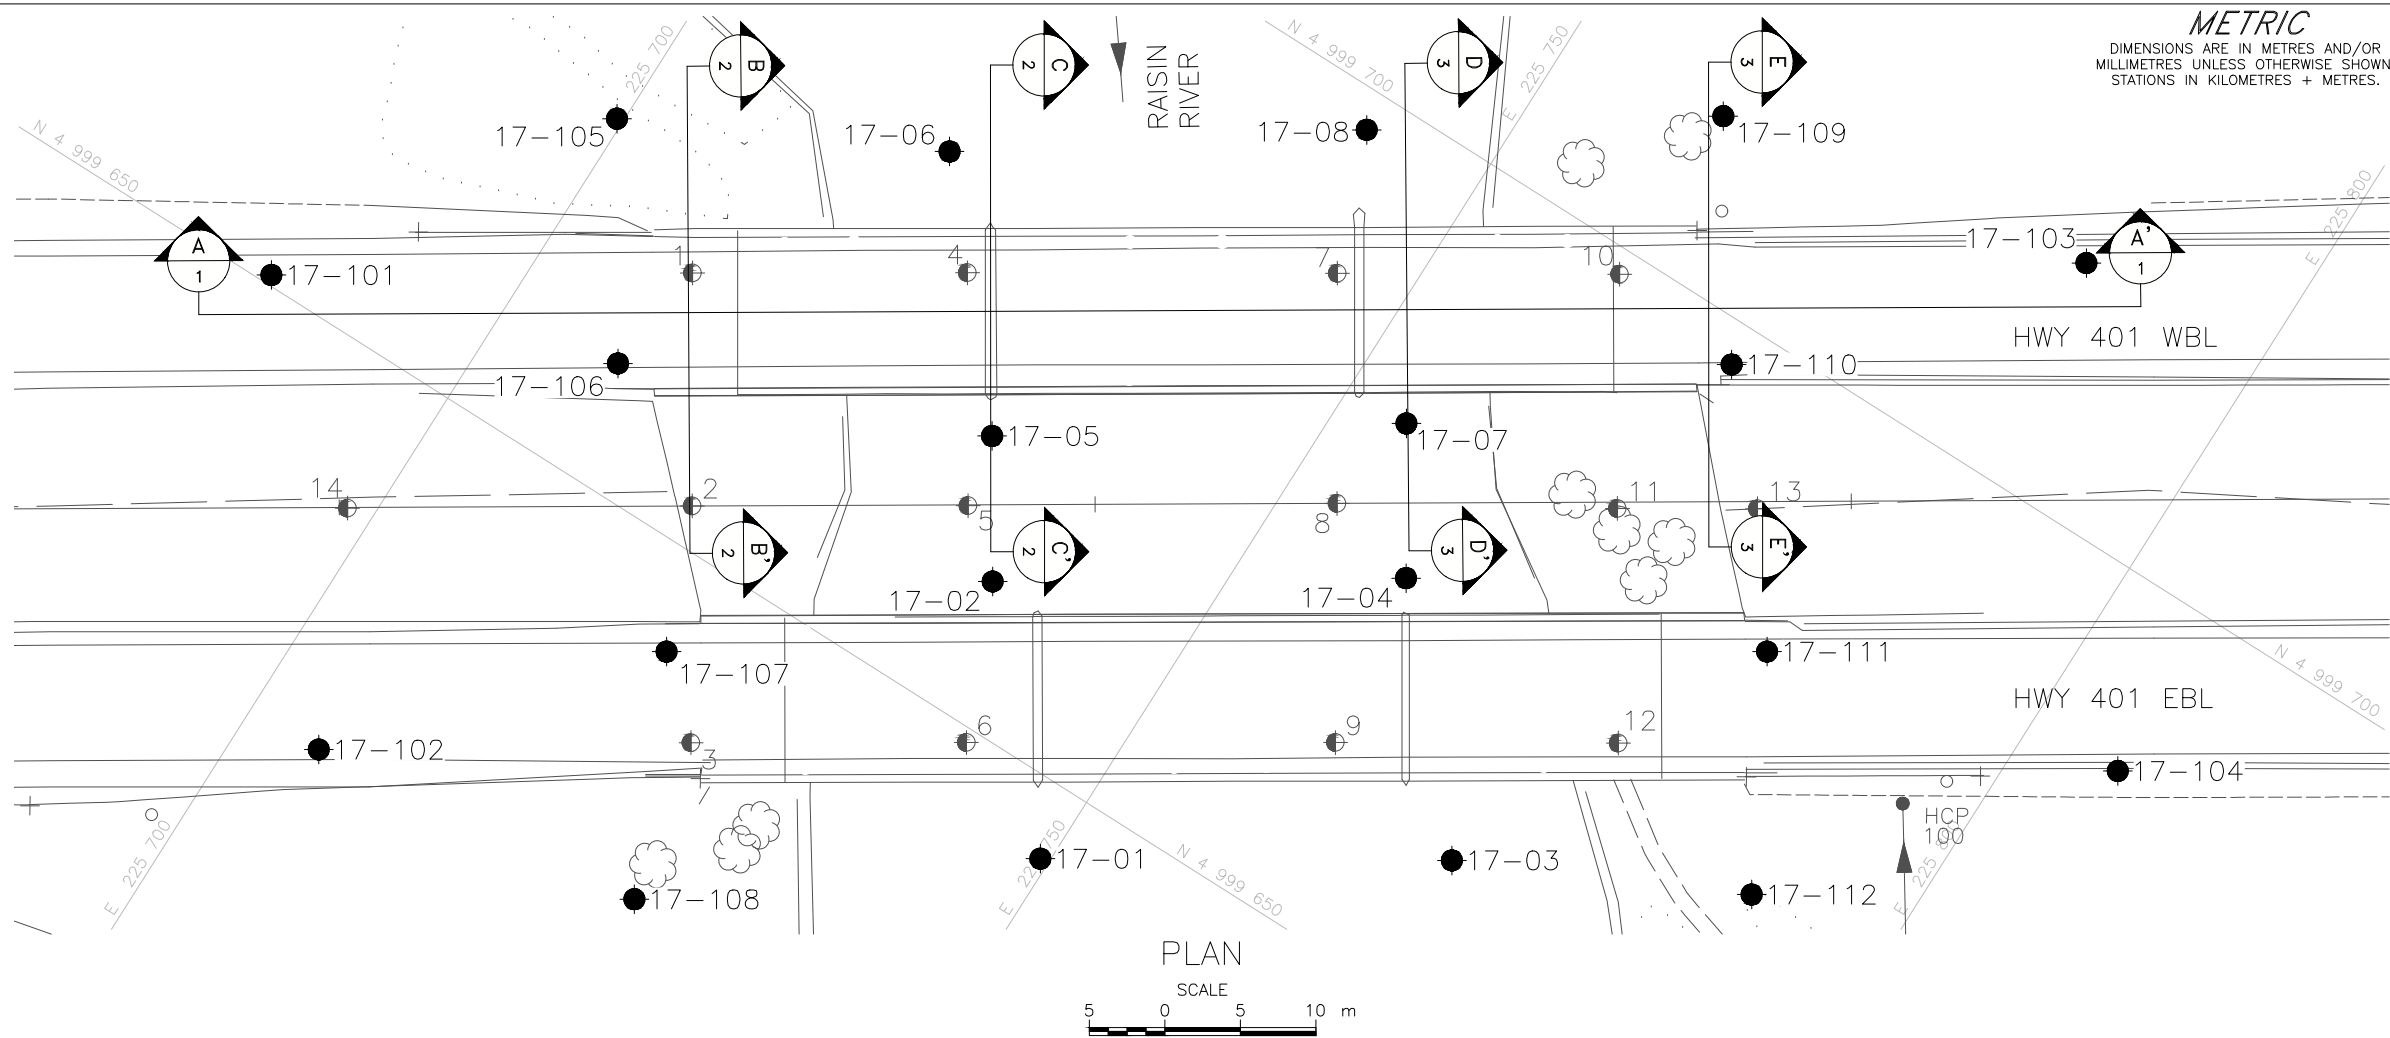 METRIC
DIMENSIONS ARE IN METRES AND/OR
MILLIMETRES UNLESS OTHERWISE SHOWN
STATIONS IN KILOMETRES + METRES.
B
2
C
2
RAISIN
RIVER
D
3
E
3
E 225 700
N 4 999 700
E 225 750
N 4 999 650
17-105
17-06
17-08
17-109
E 225 800
A
1
17-101
1
4
7
10
17-103
A'
1
HWY 401 WBL
17-106
17-110
17-05
17-07
14
2
5
8
11
13
B'
2
C'
2
D'
3
E'
3
17-02
17-04
17-107
17-111
N 4 999 700
HWY 401 EBL
17-102
3
6
9
12
17-104
HCP
100
E 225 700
17-108
E 225 750
17-01
N 4 999 650
17-03
17-112
E 225 800
PLAN
SCALE
5 0 5 10 m